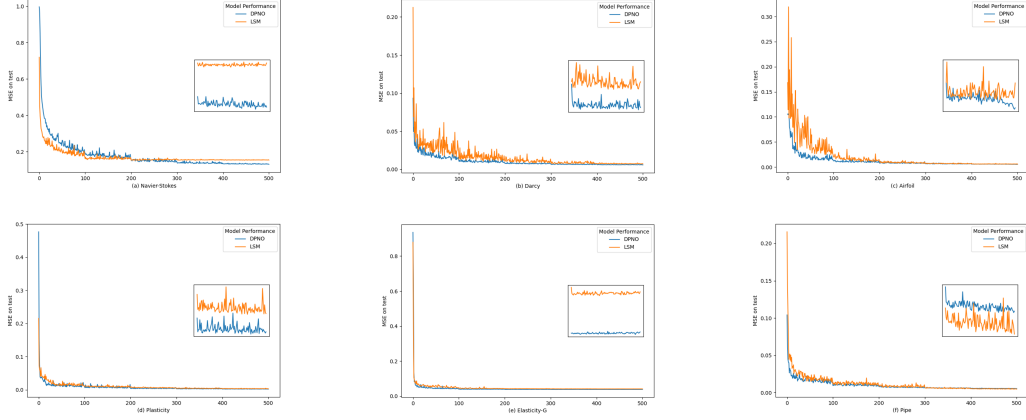 Model Performance
DPNO
LSM
MSE on test
1.0
0.8
0.6
0.4
0.2
0 100 200 300 400 500
(a) Navier-Stokes
Model Performance
DPNO
LSM
MSE on test
0.20
0.15
0.10
0.05
0.00
0 100 200 300 400 500
(b) Darcy
Model Performance
DPNO
LSM
MSE on test
0.30
0.25
0.20
0.15
0.10
0.05
0.00
0 100 200 300 400 500
(c) Airfoil
Model Performance
DPNO
LSM
MSE on test
0.5
0.4
0.3
0.2
0.1
0.0
0 100 200 300 400 500
(d) Plasticity
Model Performance
DPNO
LSM
MSE on test
0.8
0.6
0.4
0.2
0.0
0 100 200 300 400 500
(e) Elasticity-G
Model Performance
DPNO
LSM
MSE on test
0.20
0.15
0.10
0.05
0.00
0 100 200 300 400 500
(f) Pipe